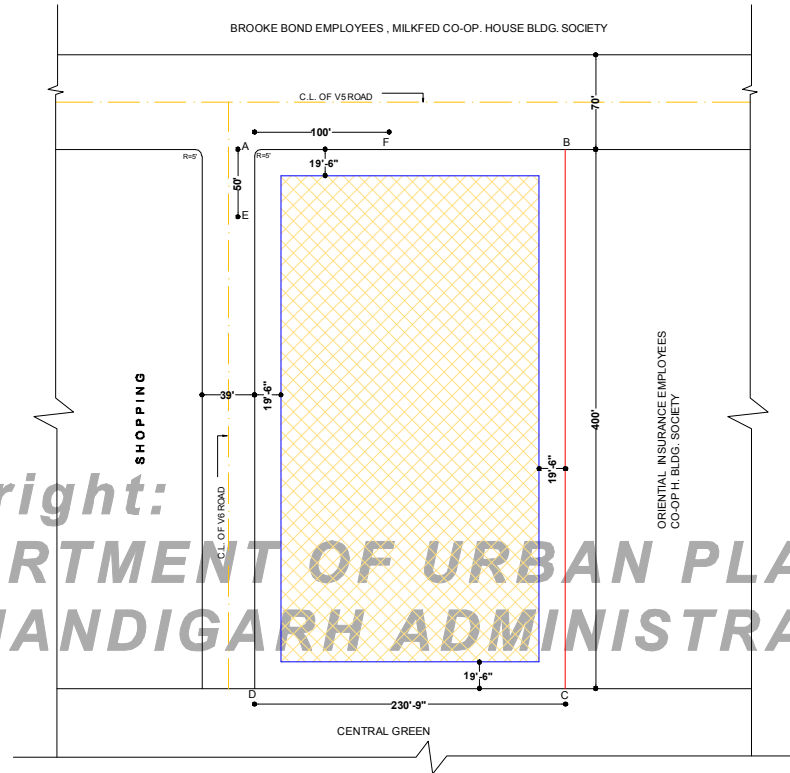 BROOKE BOND EMPLOYEES , MILKFED CO-OP. HOUSE BLDG. SOCIETY
C.L. OF V5 ROAD
70'
100'
A
F
B
R=5'
R=5'
19'-6"
50'
E
SHOPPING
39'
19'-6"
400'
ORIENTIAL INSURANCE EMPLOYEES
CO-OP H. BLDG. SOCIETY
19'-6"
C.L. OF V6 ROAD
right:
RTMENT OF URBAN PLA
HANDIGARH ADMINISTRA
19'-6"
D
C
230'-9"
CENTRAL GREEN